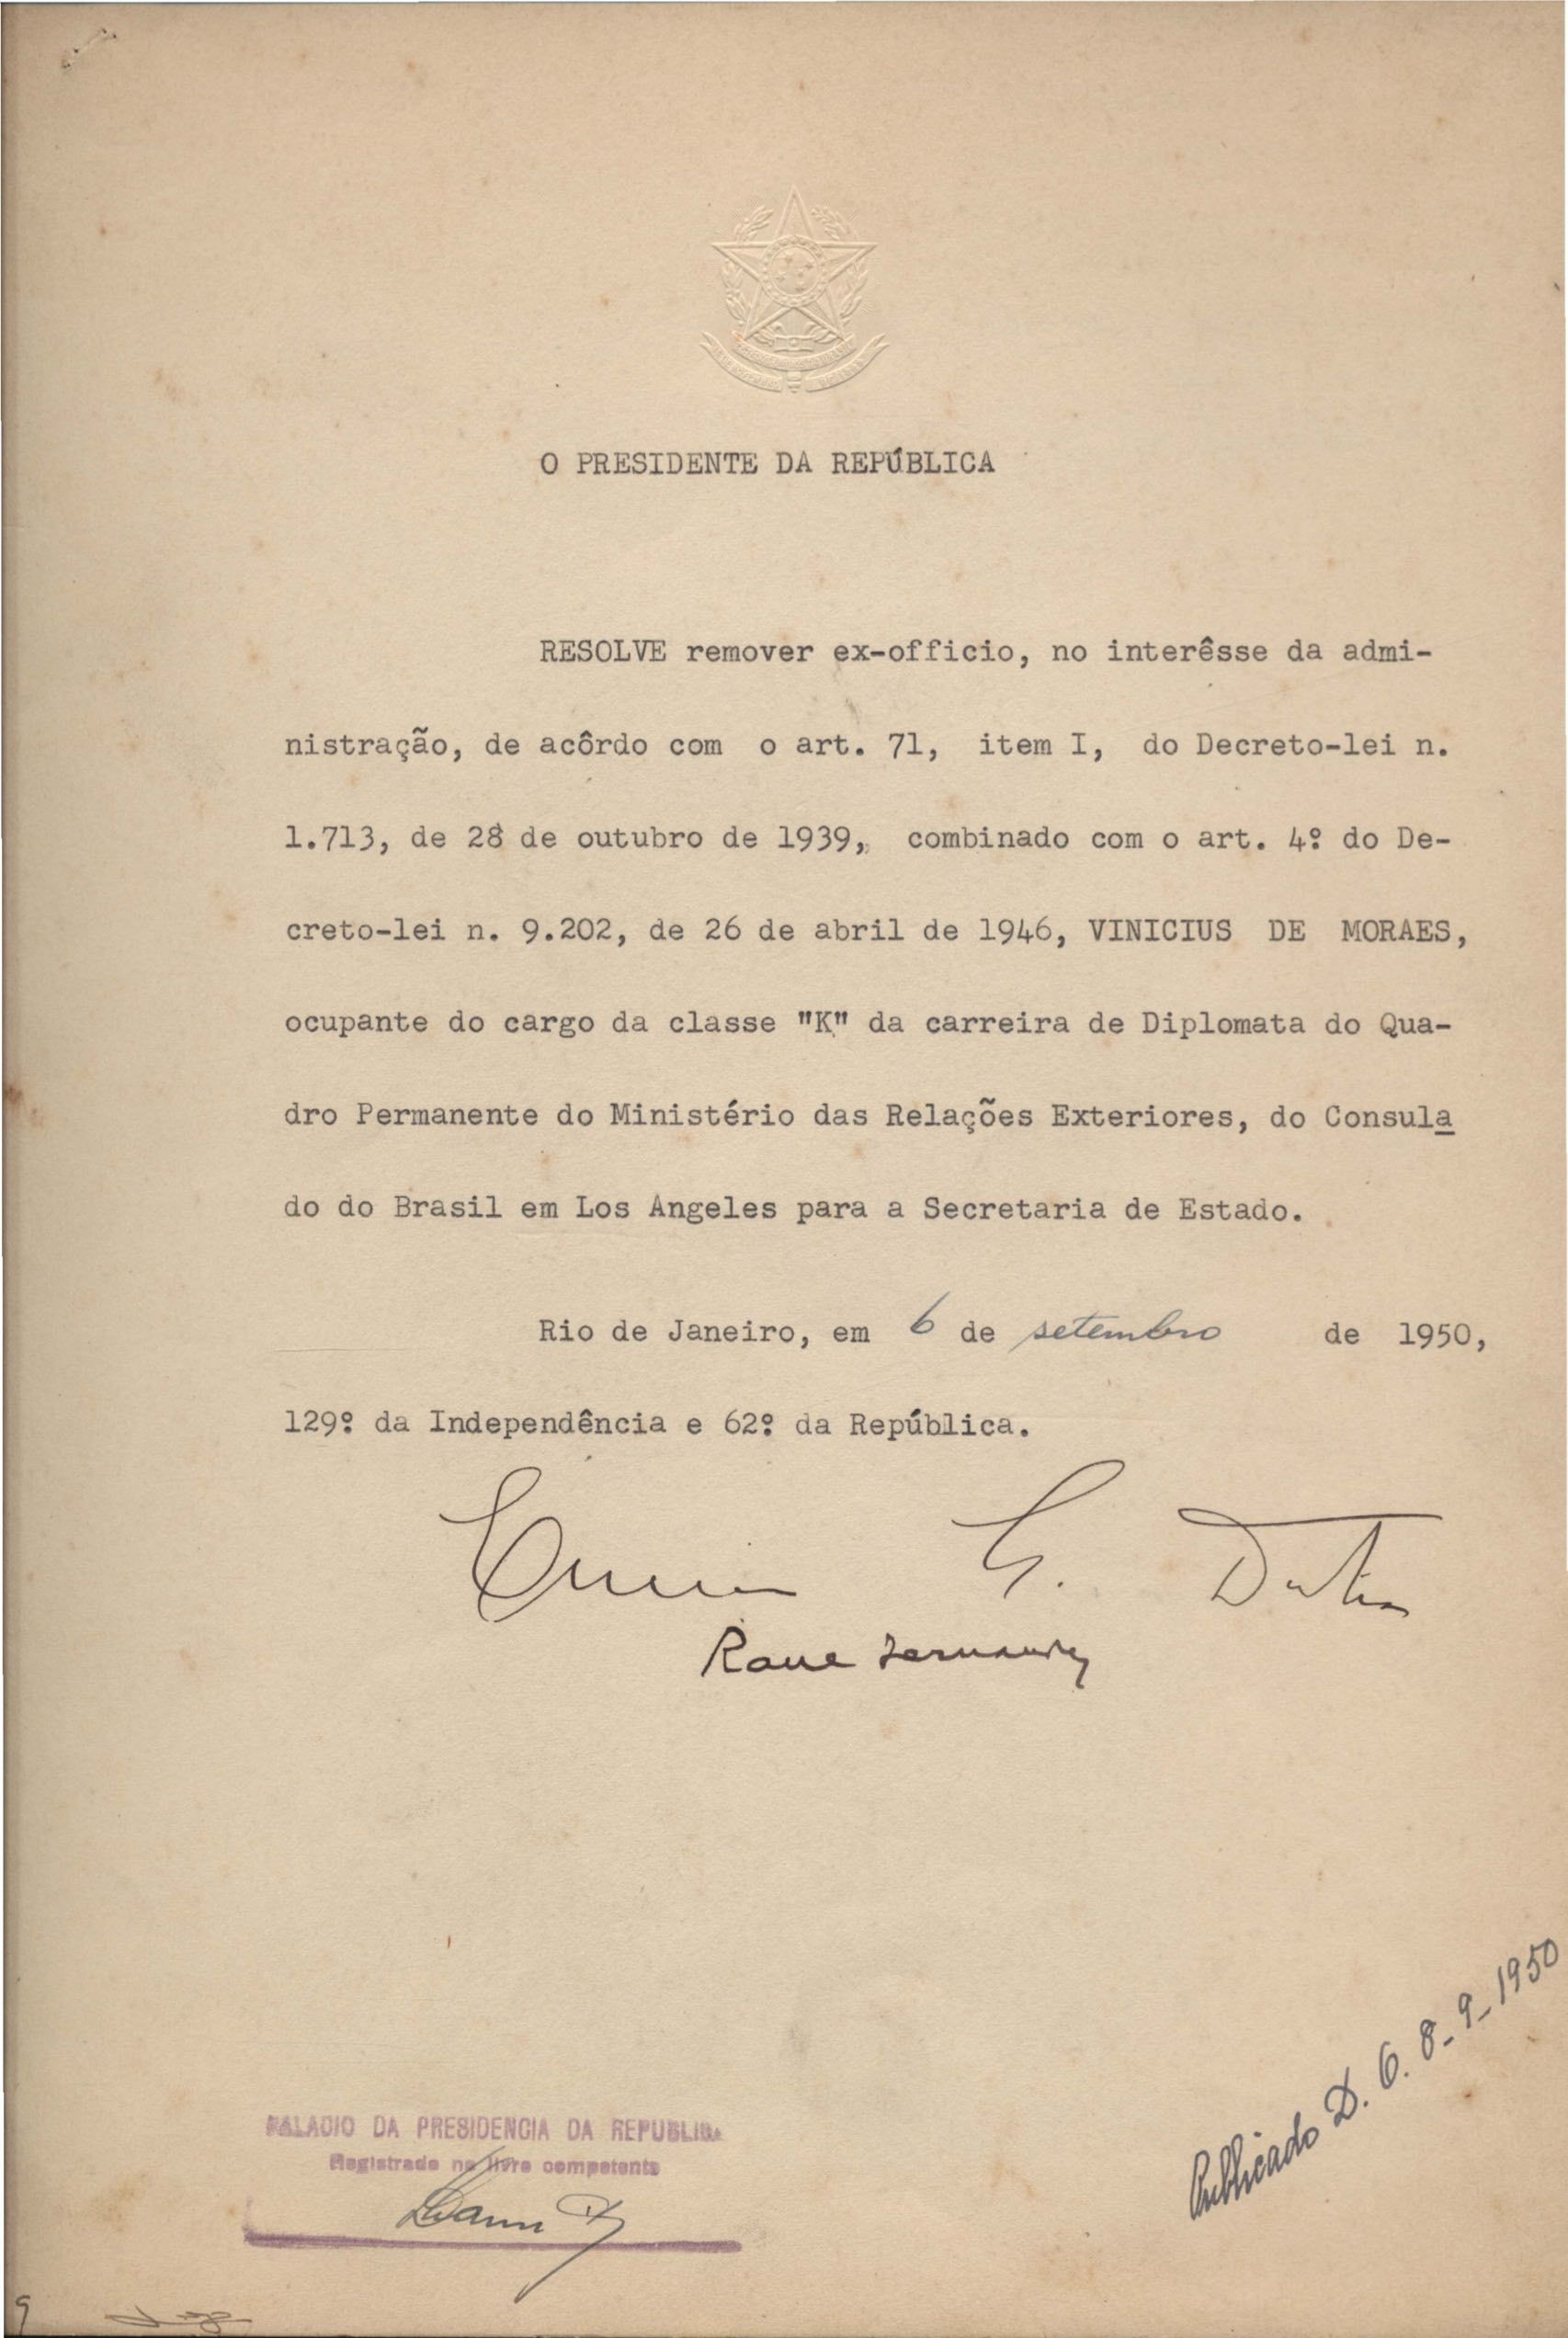 O PRESIDENTE DA REPÚBLICA
RESOLVE remover ex-officio, no interêsse da admi-
nistração, de acôrdo com o art. 71, item I, do Decreto-lei n.
1.713, de 28 de outubro de 1939, combinado com o art. 4º do De-
creto-lei n. 9.202, de 26 de abril de 1946, VINICIUS DE MORAES,
ocupante do cargo da classe "K" da carreira de Diplomata do Qua-
dro Permanente do Ministério das Relações Exteriores, do Consula
do do Brasil em Los Angeles para a Secretaria de Estado.
Rio de Janeiro, em 6 de setembro de 1950,
129º da Independência e 62º da República.
Eurico G. Dutra
Raul Fernandes
Publicado D. O. 8-9-1950
PALACIO DA PRESIDENCIA DA REPUBLICA
Registrado no livro competente